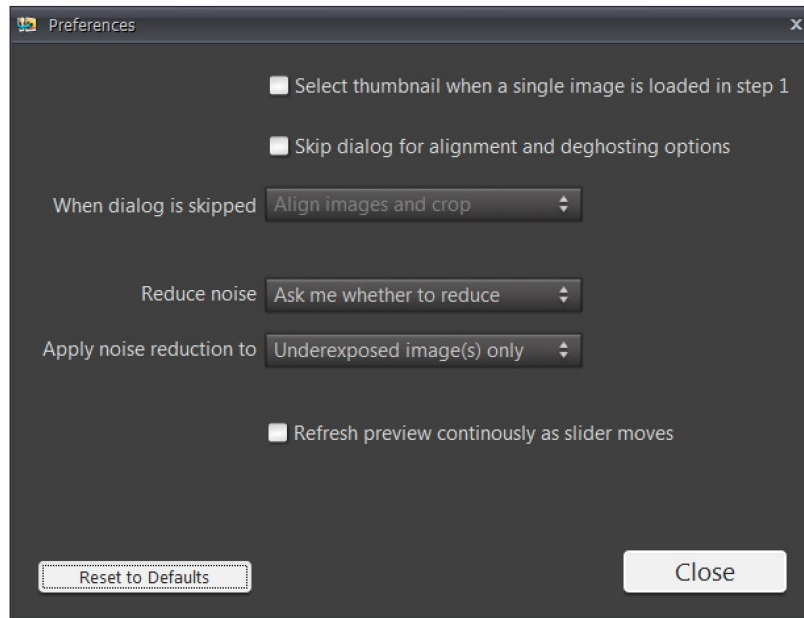 Preferences
x
Select thumbnail when a single image is loaded in step 1
Skip dialog for alignment and deghosting options
When dialog is skipped Align images and crop
Reduce noise Ask me whether to reduce
Apply noise reduction to Underexposed image(s) only
Refresh preview continously as slider moves
Reset to Defaults Close